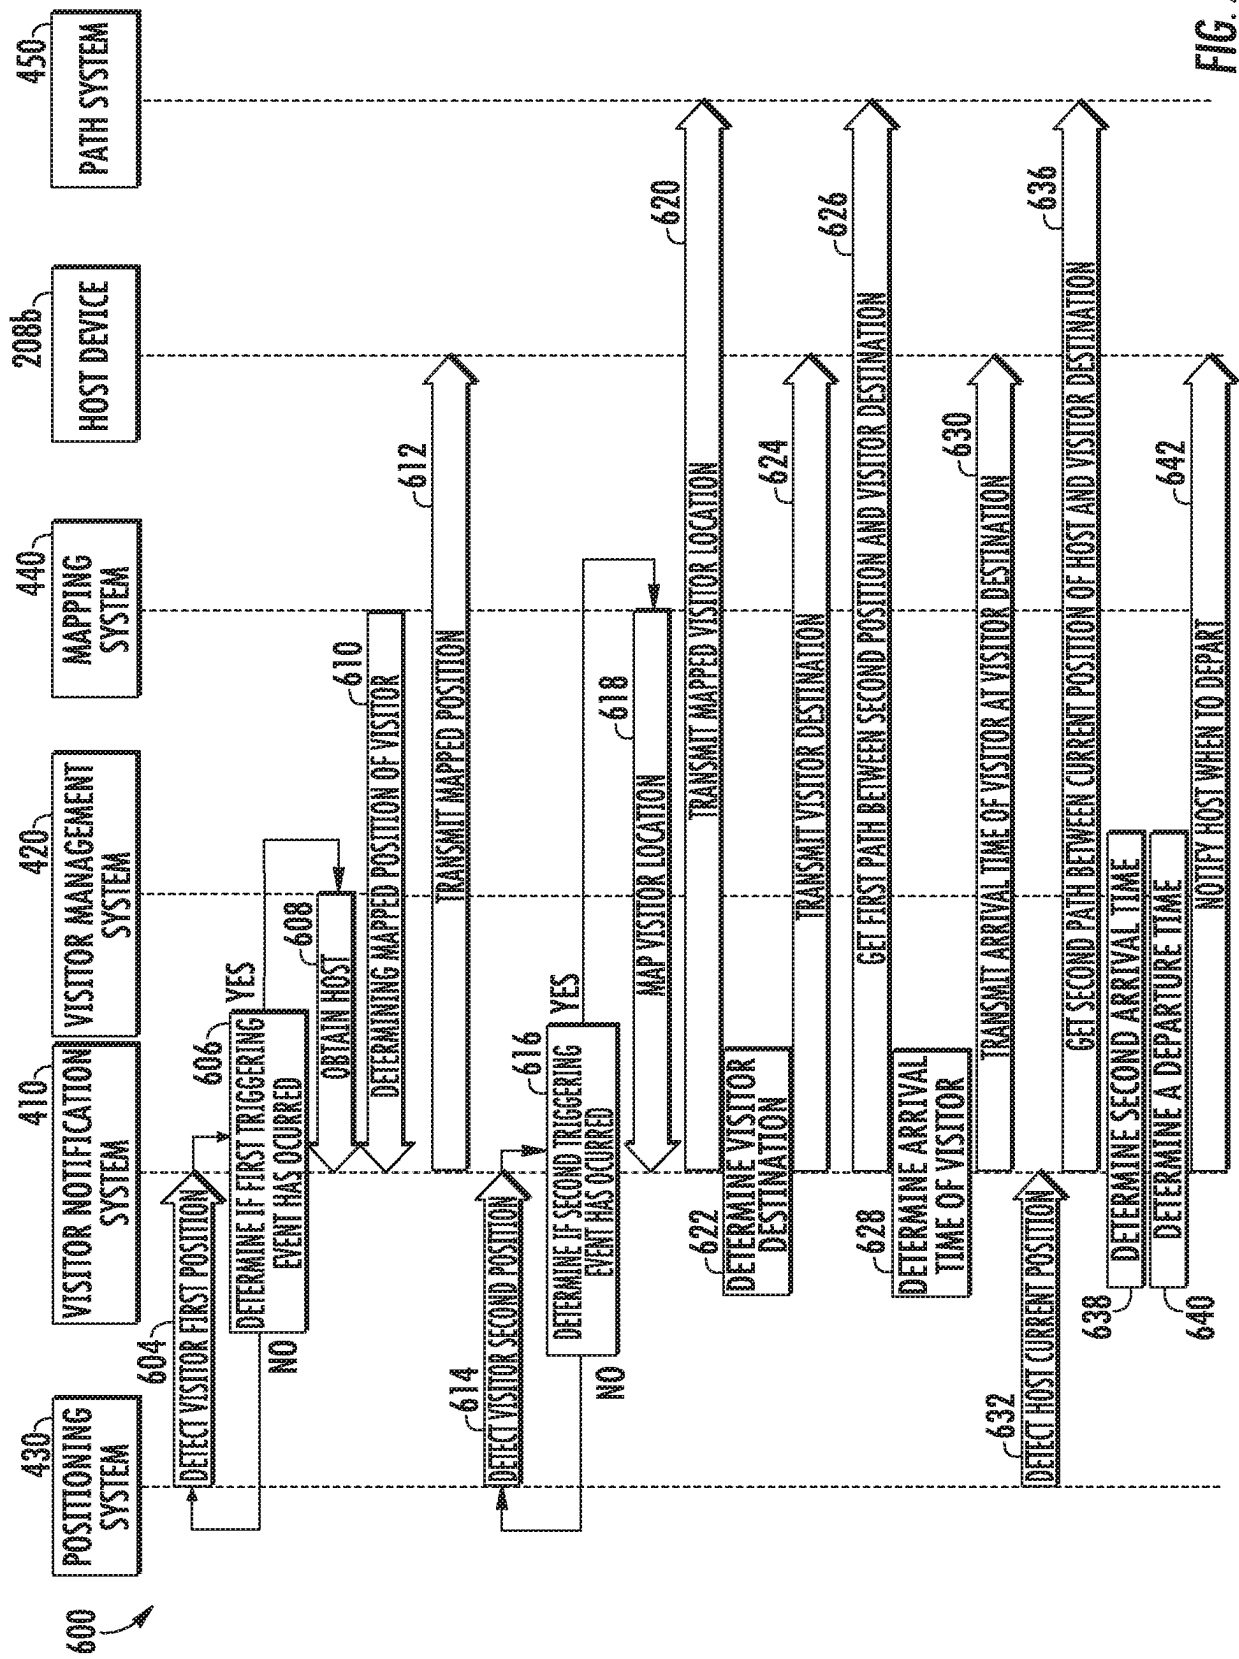 600
430
POSITIONING
SYSTEM
410
VISITOR NOTIFICATION
SYSTEM
420
VISITOR MANAGEMENT
SYSTEM
440
MAPPING
SYSTEM
208b
HOST DEVICE
450
PATH SYSTEM
604
DETECT VISITOR FIRST POSITION
606
DETERMINE IF FIRST TRIGGERING
EVENT HAS OCURRED
YES
NO
608
OBTAIN HOST
610
DETERMINING MAPPED POSITION OF VISITOR
612
TRANSMIT MAPPED POSITION
614
DETECT VISITOR SECOND POSITION
616
DETERMINE IF SECOND TRIGGERING
EVENT HAS OCURRED
YES
NO
618
MAP VISITOR LOCATION
620
TRANSMIT MAPPED VISITOR LOCATION
622
DETERMINE VISITOR
DESTINATION
624
TRANSMIT VISITOR DESTINATION
626
GET FIRST PATH BETWEEN SECOND POSITION AND VISITOR DESTINATION
628
DETERMINE ARRIVAL
TIME OF VISITOR
630
TRANSMIT ARRIVAL TIME OF VISITOR AT VISITOR DESTINATION
632
DETECT HOST CURRENT POSITION
636
GET SECOND PATH BETWEEN CURRENT POSITION OF HOST AND VISITOR DESTINATION
638
DETERMINE SECOND ARRIVAL TIME
640
DETERMINE A DEPARTURE TIME
642
NOTIFY HOST WHEN TO DEPART
FIG.